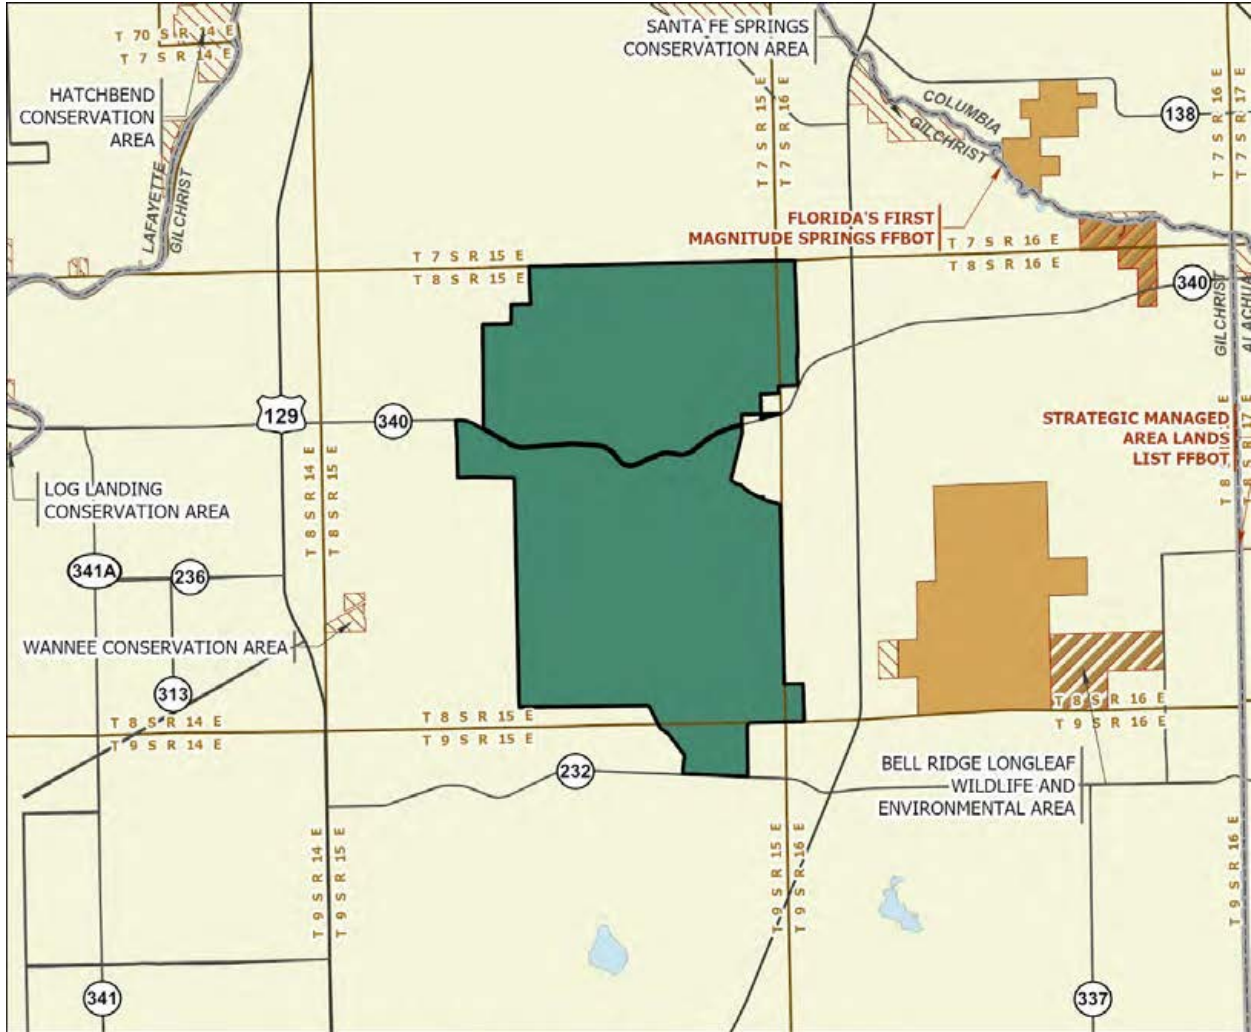 T 70 S R 14 E
T 7 S R 14 E
HATCHBEND
CONSERVATION
AREA
SANTA FE SPRINGS
CONSERVATION AREA
T 7 S R 15 E
T 7 S R 16 E
COLUMBIA
GILCHRIST
138
T 7 S R 16 E
T 7 S R 17 E
LAFAYETTE
GILCHRIST
FLORIDA'S FIRST
MAGNITUDE SPRINGS FFBOT
T 7 S R 15 E
T 8 S R 15 E
T 7 S R 16 E
T 8 S R 16 E
340
GILCHRIST
ALACHUA
129
340
STRATEGIC MANAGED
AREA LANDS
LIST FFBOT
T 8 S R 17 E
LOG LANDING
CONSERVATION AREA
T 8 S R 14 E
T 8 S R 15 E
341A
236
WANNEE CONSERVATION AREA
313
T 8 S R 14 E
T 9 S R 14 E
T 8 S R 15 E
T 9 S R 15 E
T 8 S R 16 E
T 9 S R 16 E
232
BELL RIDGE LONGLEAF
WILDLIFE AND
ENVIRONMENTAL AREA
T 9 S R 14 E
T 9 S R 15 E
T 9 S R 15 E
T 9 S R 16 E
T 9 S R 16 E
341
337